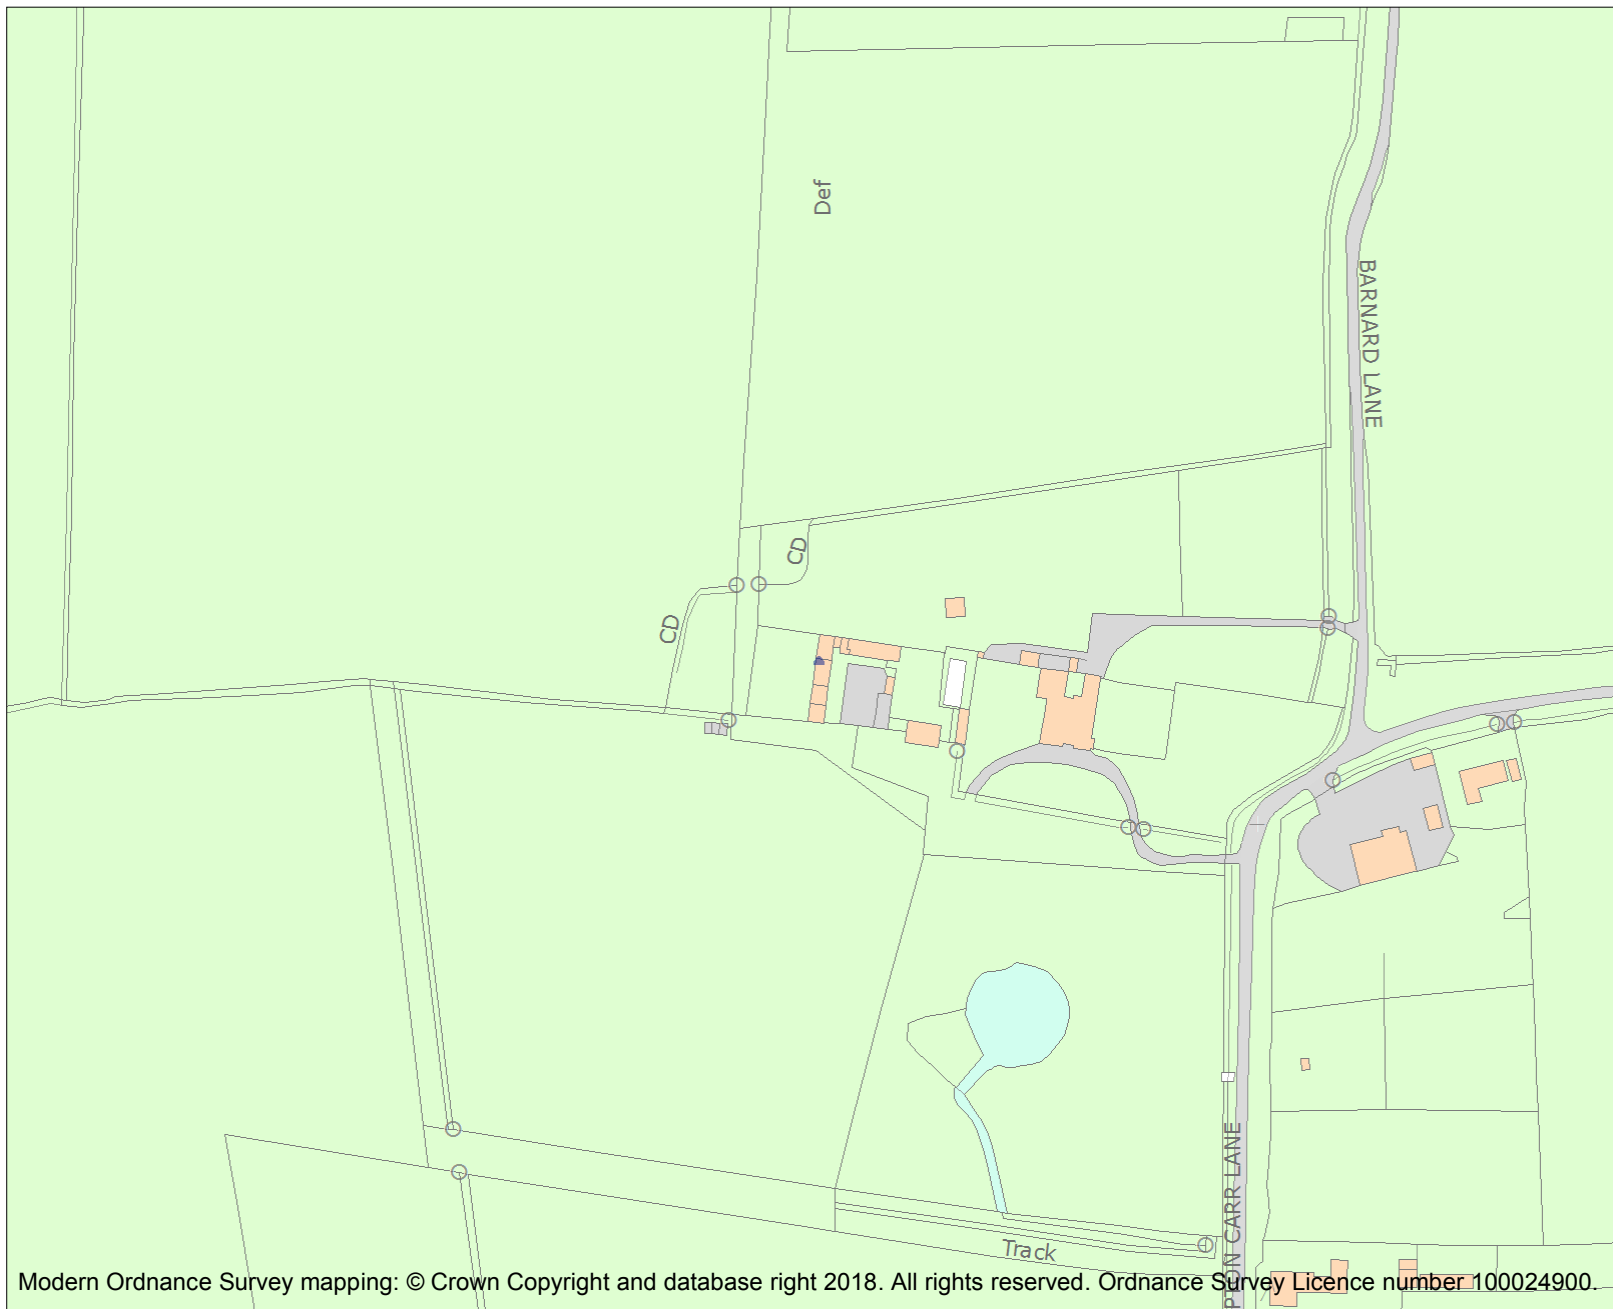 Def
BARNARD LANE
CD
CD
PTON CARR LANE
Track
Modern Ordnance Survey mapping: © Crown Copyright and database right 2018. All rights reserved. Ordnance Survey Licence number 100024900.